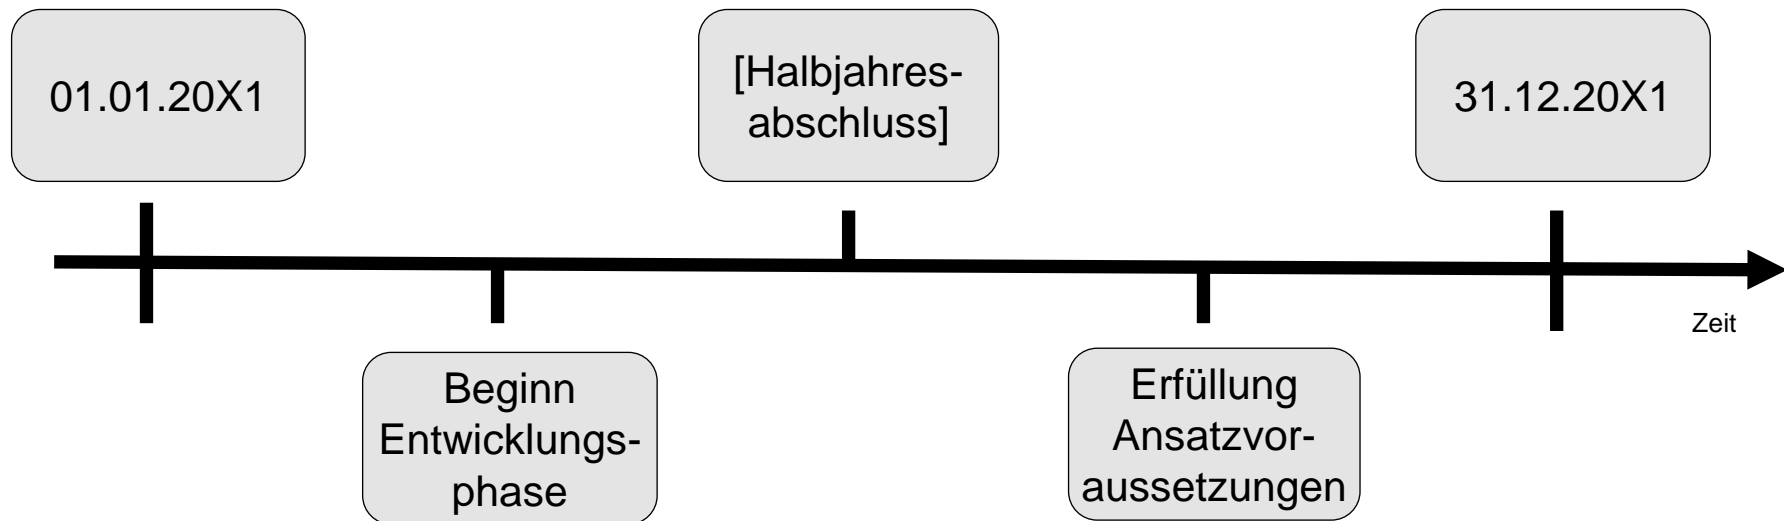 01.01.20X1
[Halbjahres-
abschluss]
31.12.20X1
Zeit
Beginn
Entwicklungs-
phase
Erfüllung
Ansatzvor-
aussetzungen